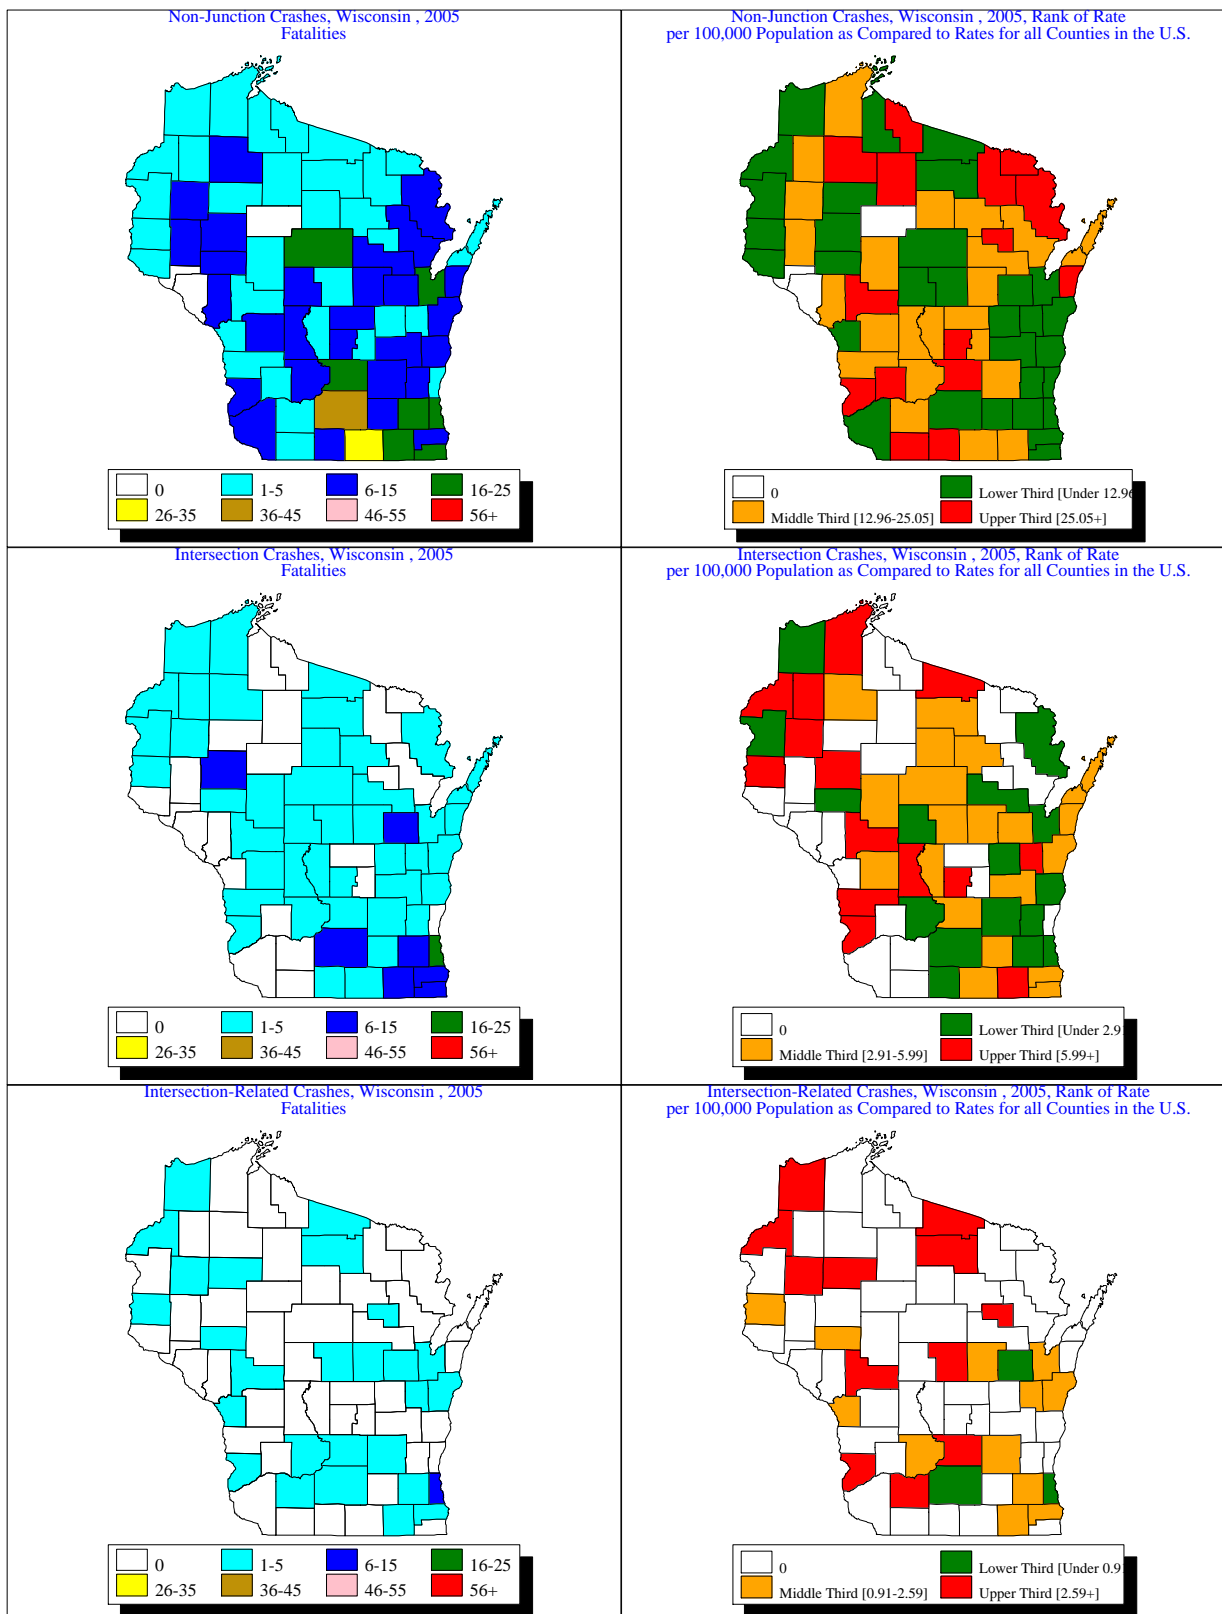 Non-Junction Crashes, Wisconsin , 2005
Fatalities
0
1-5
6-15
16-25
26-35
36-45
46-55
56+
Non-Junction Crashes, Wisconsin , 2005, Rank of Rate
per 100,000 Population as Compared to Rates for all Counties in the U.S.
0
Lower Third [Under 12.96
Middle Third [12.96-25.05]
Upper Third [25.05+]
Intersection Crashes, Wisconsin , 2005
Fatalities
0
1-5
6-15
16-25
26-35
36-45
46-55
56+
Intersection Crashes, Wisconsin , 2005, Rank of Rate
per 100,000 Population as Compared to Rates for all Counties in the U.S.
0
Lower Third [Under 2.9
Middle Third [2.91-5.99]
Upper Third [5.99+]
Intersection-Related Crashes, Wisconsin , 2005
Fatalities
0
1-5
6-15
16-25
26-35
36-45
46-55
56+
Intersection-Related Crashes, Wisconsin , 2005, Rank of Rate
per 100,000 Population as Compared to Rates for all Counties in the U.S.
0
Lower Third [Under 0.9
Middle Third [0.91-2.59]
Upper Third [2.59+]